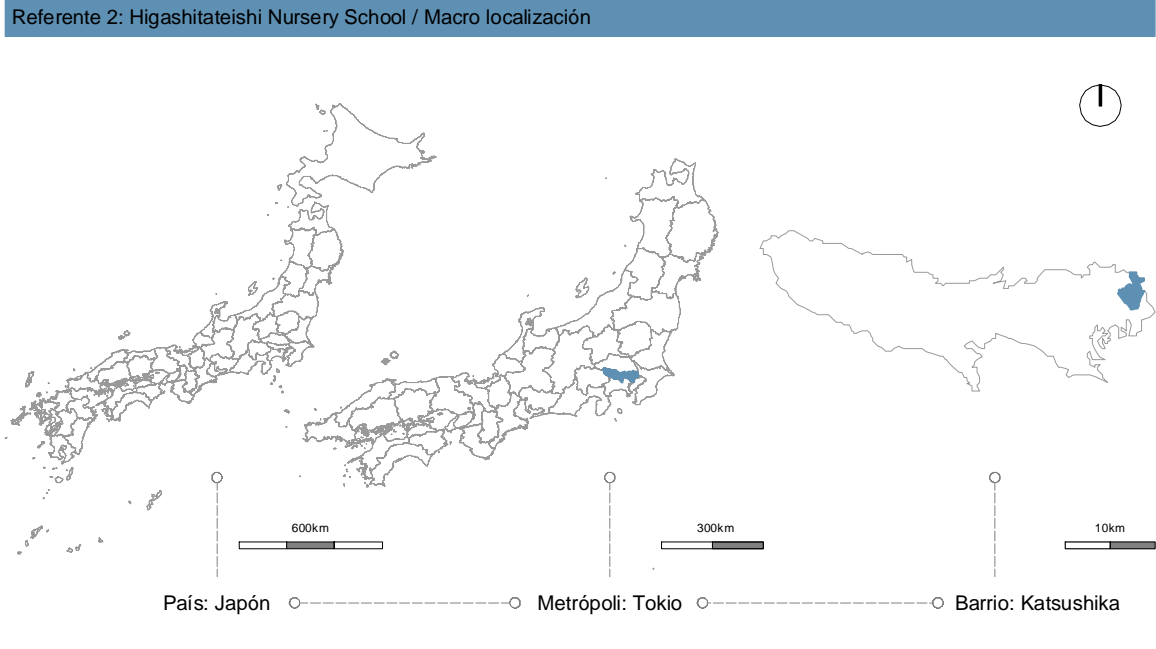 Referente 2: Higashitateishi Nursery School / Macro localización
600km
300km
10km
País: Japón
Metrópoli: Tokio
Barrio: Katsushika